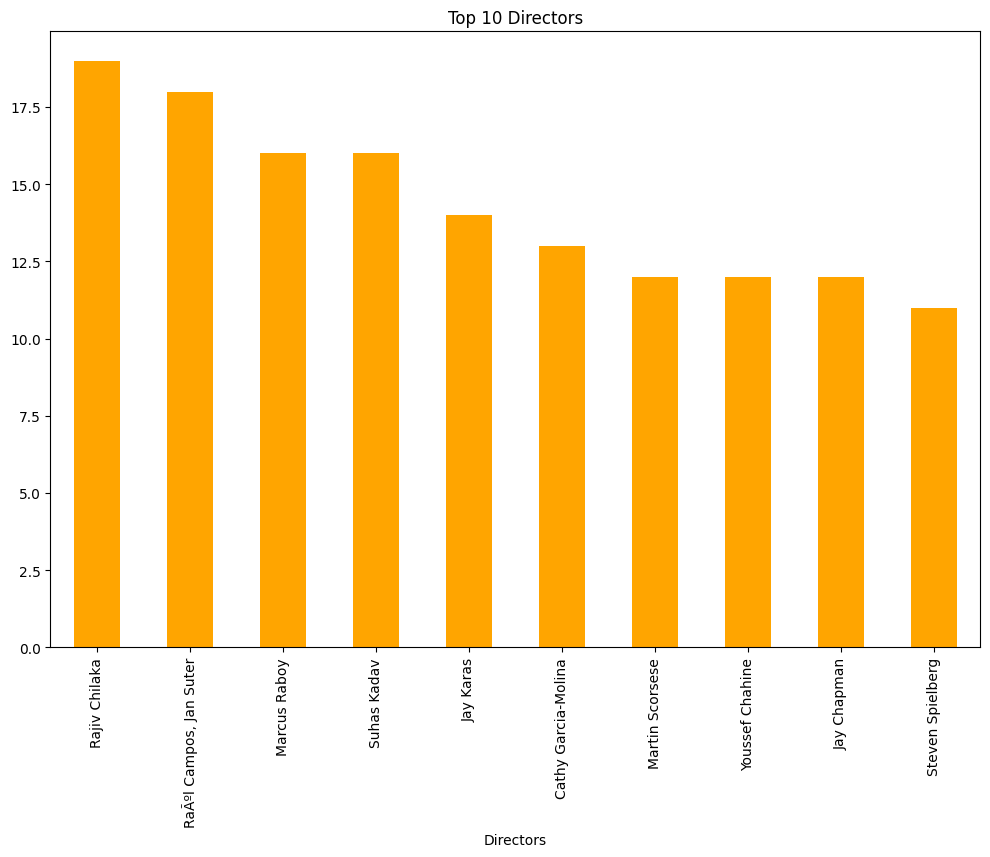 Top 10 Directors
17.5
15.0
12.5
10.0
7.5
5.0
2.5
0.0
Rajiv Chilaka
RaÃºl Campos, Jan Suter
Marcus Raboy
Suhas Kadav
Jay Karas
Cathy Garcia-Molina
Martin Scorsese
Youssef Chahine
Jay Chapman
Steven Spielberg
Directors